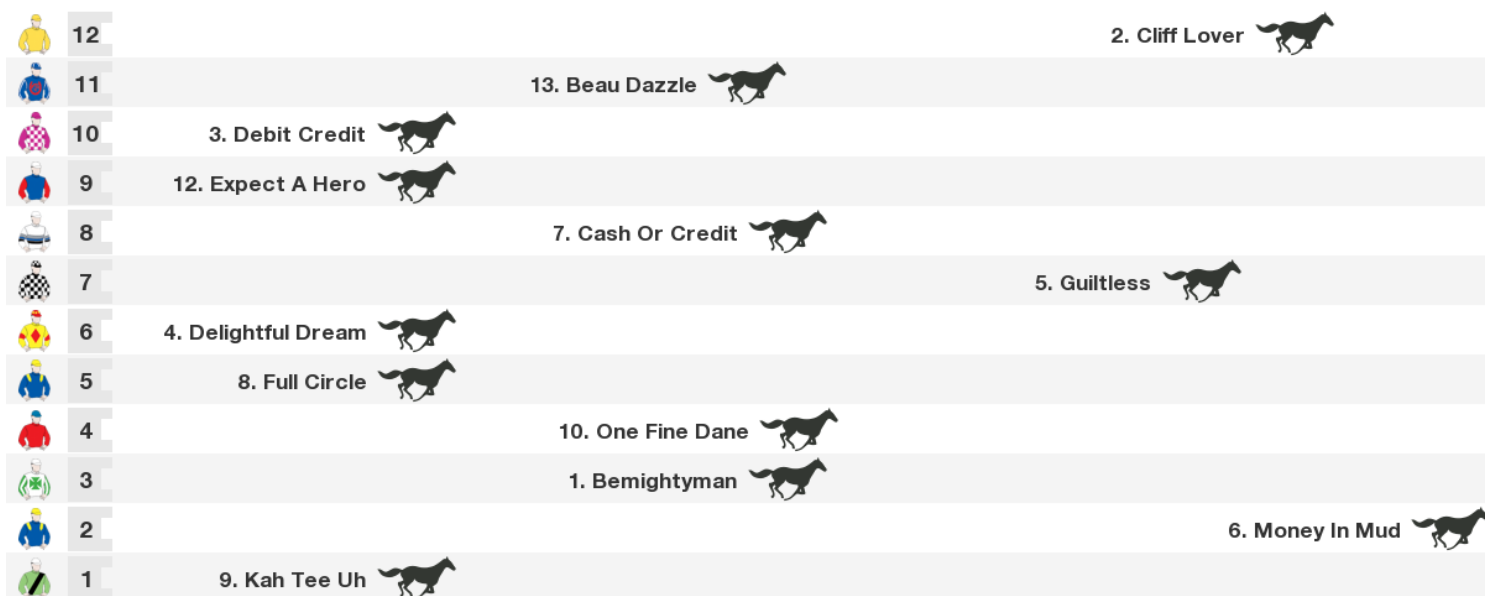 12 2. Cliff Lover
11 13. Beau Dazzle
10 3. Debit Credit
9 12. Expect A Hero
8 7. Cash Or Credit
7 5. Guiltless
6 4. Delightful Dream
5 8. Full Circle
4 10. One Fine Dane
3 1. Bemightyman
2 6. Money In Mud
1 9. Kah Tee Uh